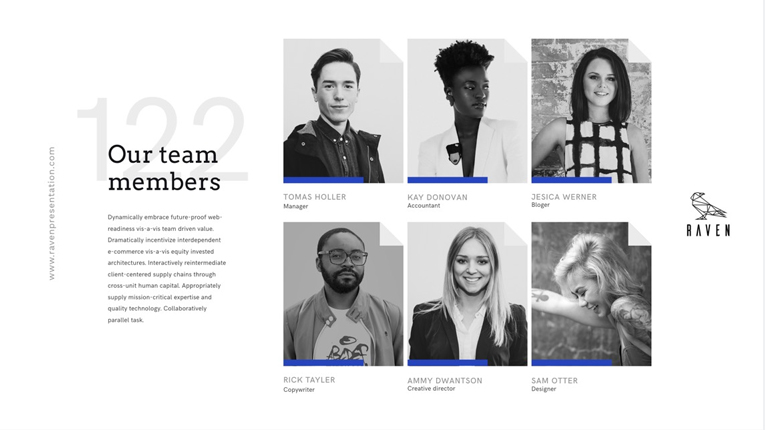 www.ravenpresentation.com
122
Our team
members
Dynamically embrace future-proof web-
readiness vis-a-vis team driven value.
Dramatically incentivize interdependent
e-commerce vis-a-vis equity invested
architectures. Interactively reintermediate
client-centered supply chains through
cross-unit human capital. Appropriately
supply mission-critical expertise and
quality technology. Collaboratively
parallel task.
TOMAS HOLLER
Manager
KAY DONOVAN
Accountant
JESICA WERNER
Bloger
RICK TAYLER
Copywriter
AMMY DWANTSON
Creative director
SAM OTTER
Designer
RAVEN